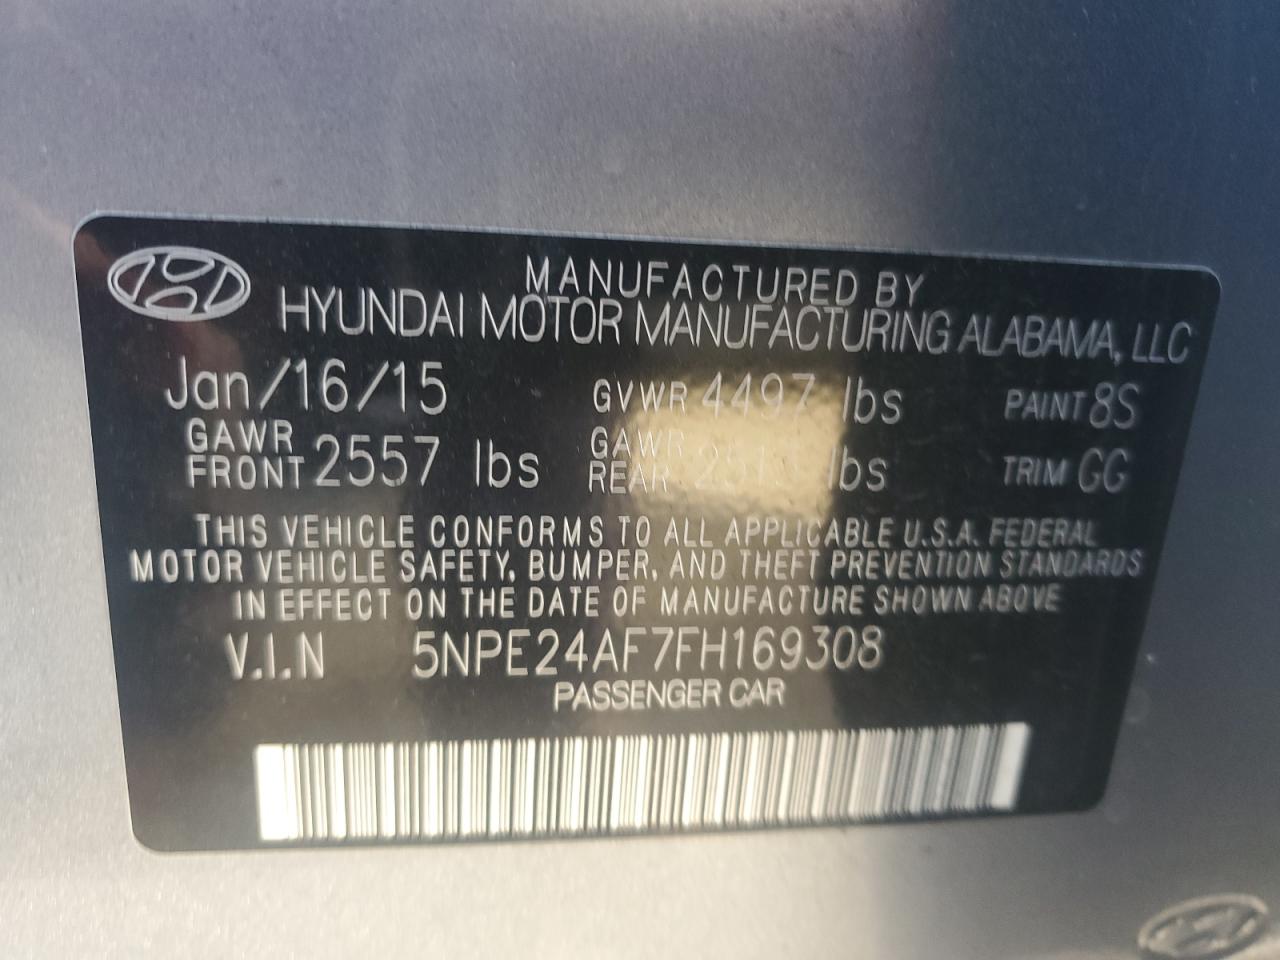 MANUFACTURED BY
HYUNDAI MOTOR MANUFACTURING ALABAMA, LLC
Jan/16/15 GVWR 4497 lbs PAINT 8S
GAWR FRONT 2557 lbs GAWR REAR lbs TRIM GG
THIS VEHICLE CONFORMS TO ALL APPLICABLE U.S.A. FEDERAL
MOTOR VEHICLE SAFETY, BUMPER, AND THEFT PREVENTION STANDARDS
IN EFFECT ON THE DATE OF MANUFACTURE SHOWN ABOVE
V.I.N 5NPE24AF7FH169308
PASSENGER CAR